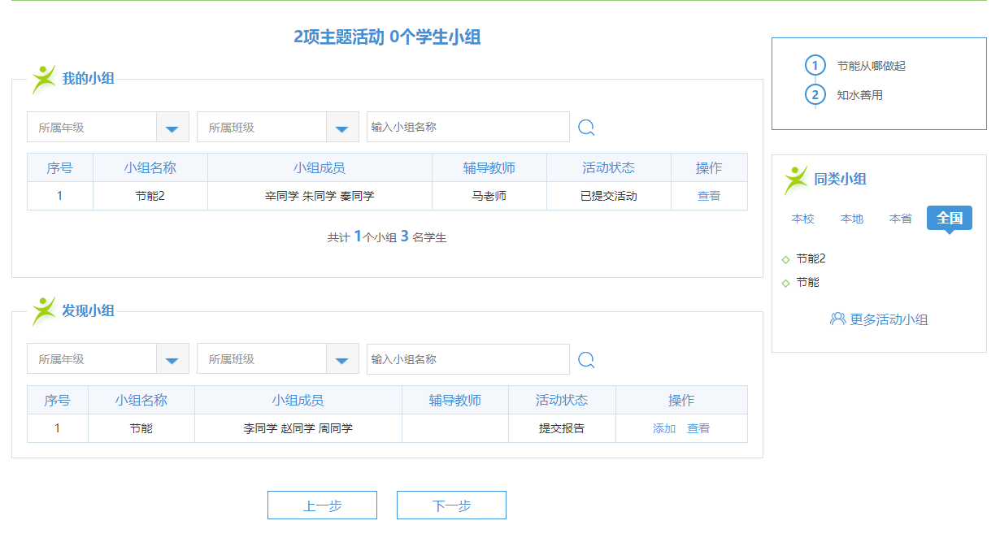 2项主题活动 0个学生小组
我的小组
所属年级 所属班级 输入小组名称
序号 小组名称 小组成员 辅导教师 活动状态 操作
1 节能2 辛同学 朱同学 秦同学 马老师 已提交活动 查看
共计 1个小组 3 名学生
发现小组
所属年级 所属班级 输入小组名称
序号 小组名称 小组成员 辅导教师 活动状态 操作
1 节能 李同学 赵同学 周同学 提交报告 添加 查看
上一步 下一步
1 节能从哪做起
2 知水善用
同类小组
本校 本地 本省 全国
节能2
节能
更多活动小组